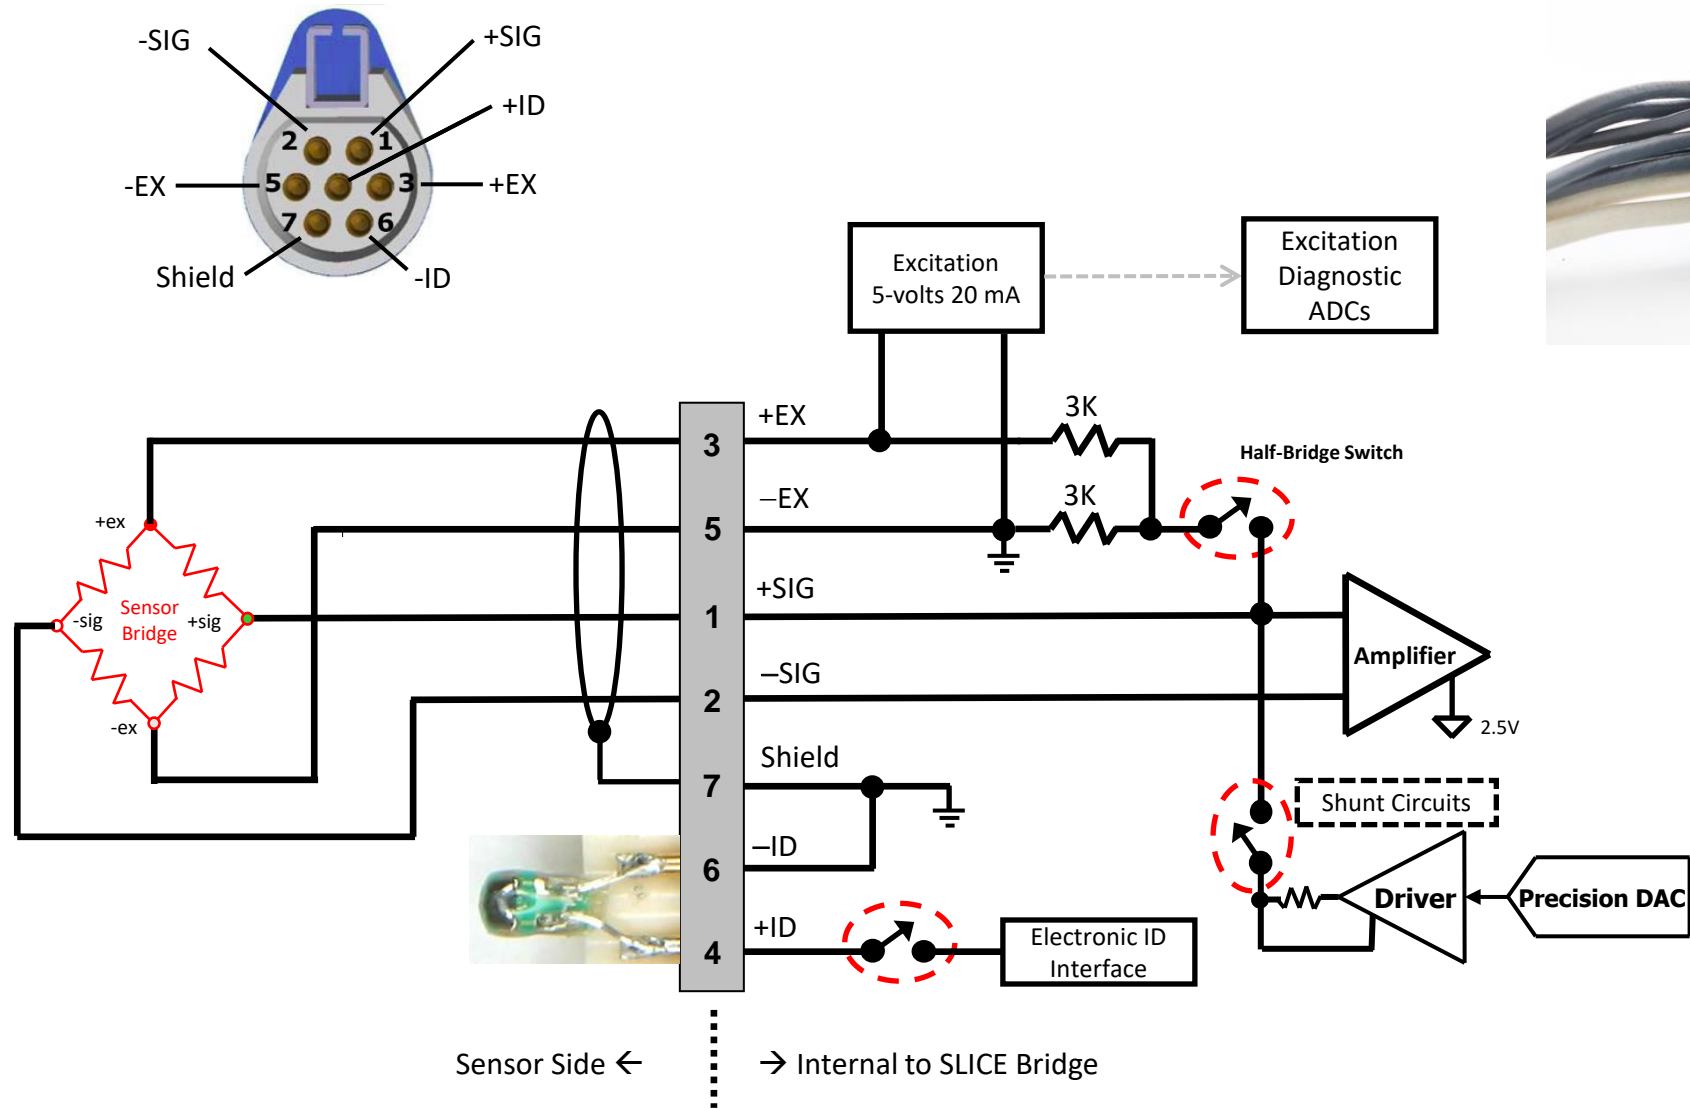 -SIG
+SIG
+ID
2
1
-EX
5
3
+EX
7
6
Shield
-ID
Excitation
5-volts 20 mA
Excitation
Diagnostic
ADCs
+EX
3K
3
Half-Bridge Switch
–EX
3K
5
+ex
+SIG
1
Sensor
Bridge
-sig
+sig
Amplifier
–SIG
2
-ex
2.5V
Shield
7
Shunt Circuits
–ID
6
Driver
Precision DAC
+ID
4
Electronic ID
Interface
Sensor Side ←
→ Internal to SLICE Bridge